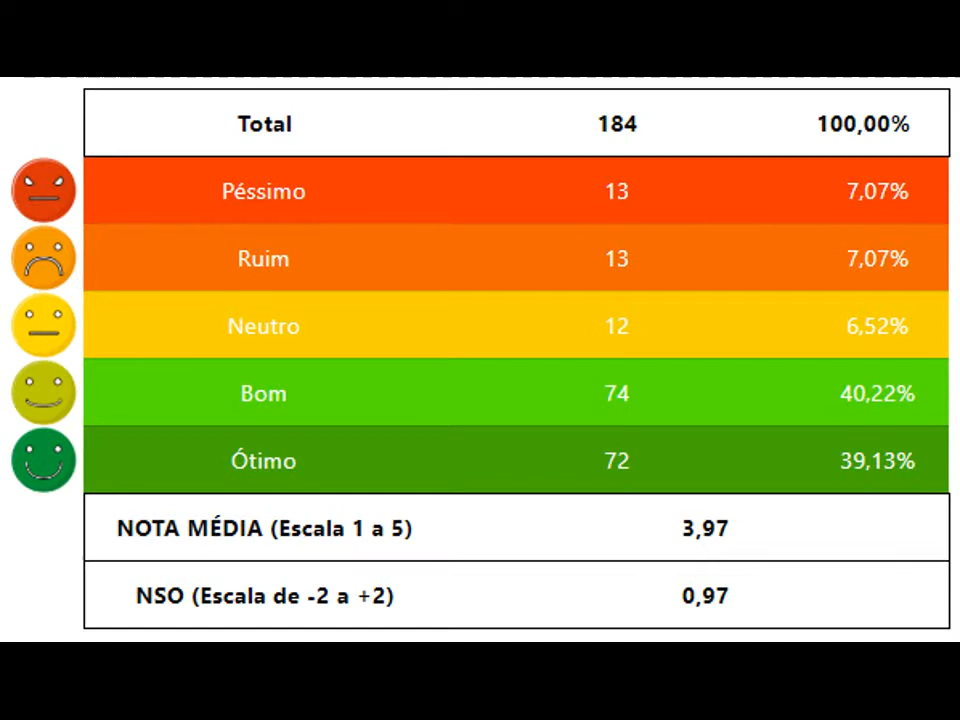 Total 184 100,00%
Péssimo 13 7,07%
Ruim 13 7,07%
Neutro 12 6,52%
Bom 74 40,22%
Ótimo 72 39,13%
NOTA MÉDIA (Escala 1 a 5) 3,97
NSO (Escala de -2 a +2) 0,97